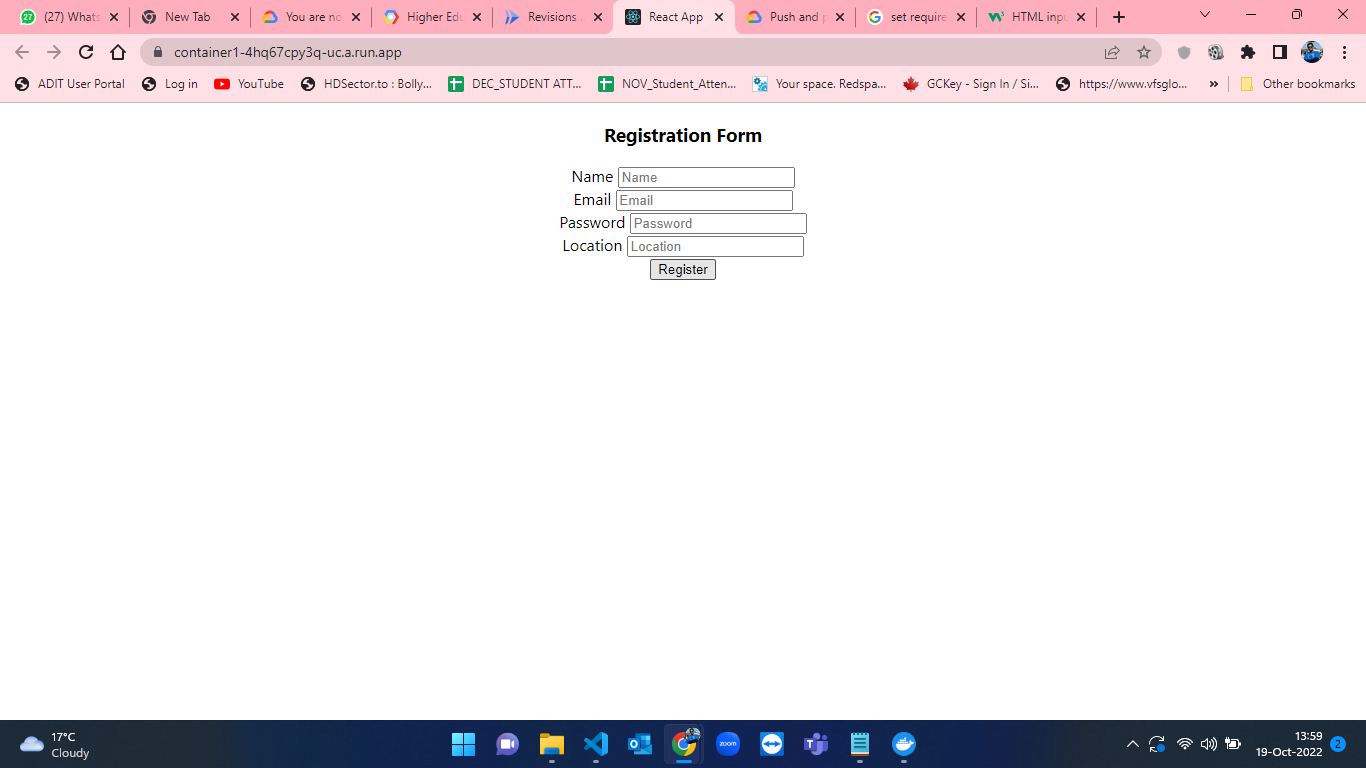 27 (27) Whats New Tab You are no Higher Edu Revisions React App Push and p set require HTML inpu
container1-4hq67cpy3q-uc.a.run.app
ADIT User Portal Log in YouTube HDSector.to : Bolly... DEC_STUDENT ATT... NOV_Student_Atten... Your space. Redspa... GCKey - Sign In / Si... https://www.vfsglo... » Other bookmarks
Registration Form
Name Name
Email Email
Password Password
Location Location
Register
17°C
Cloudy
zoom
13:59
19-Oct-2022 2